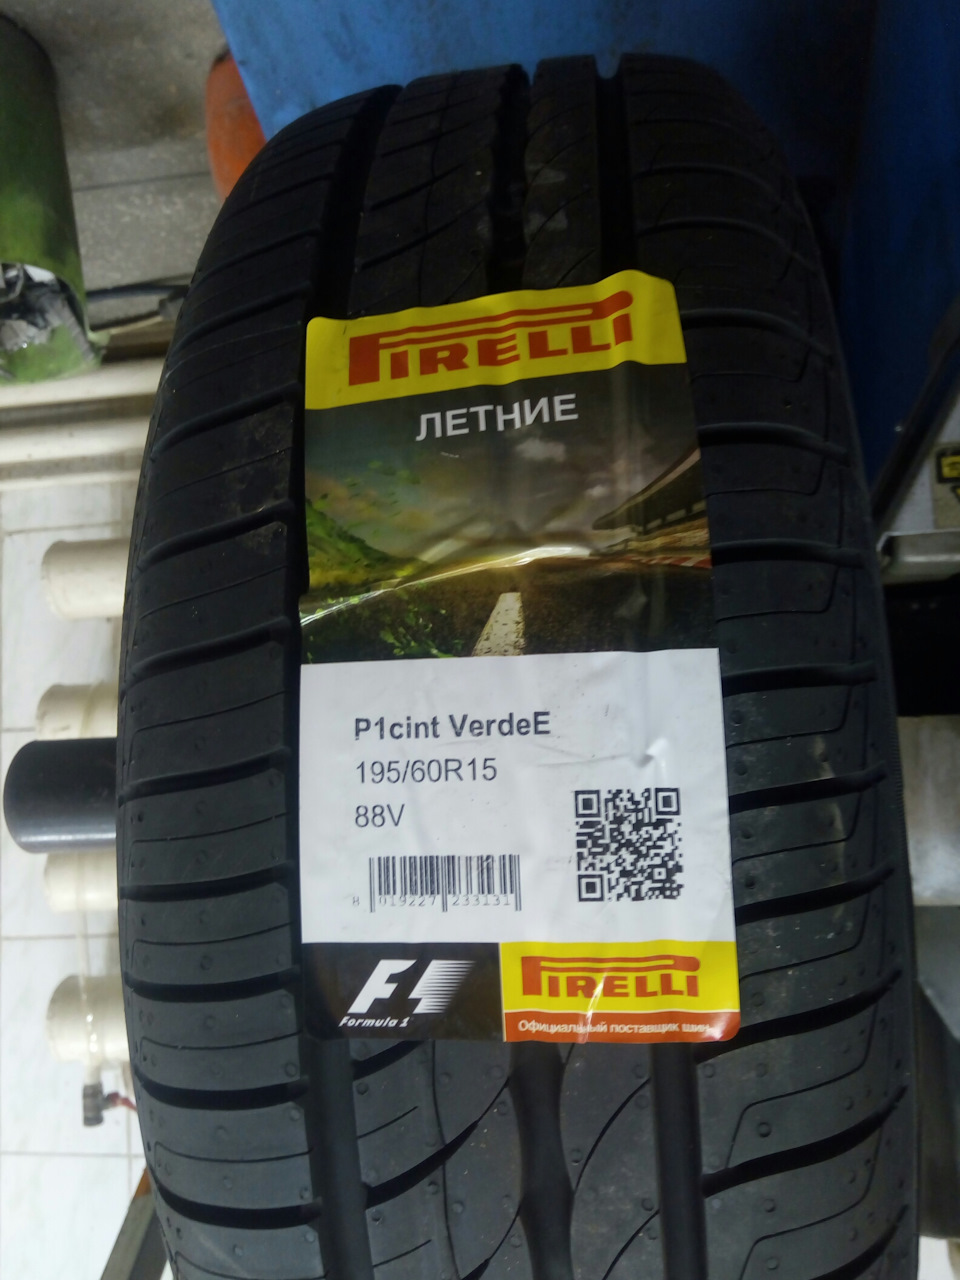 PIRELLI
ЛЕТНИЕ
P1cint VerdeE
195/60R15
88V
8 019227 233131
F1
Formula 1
PIRELLI
Официальный поставщик шин